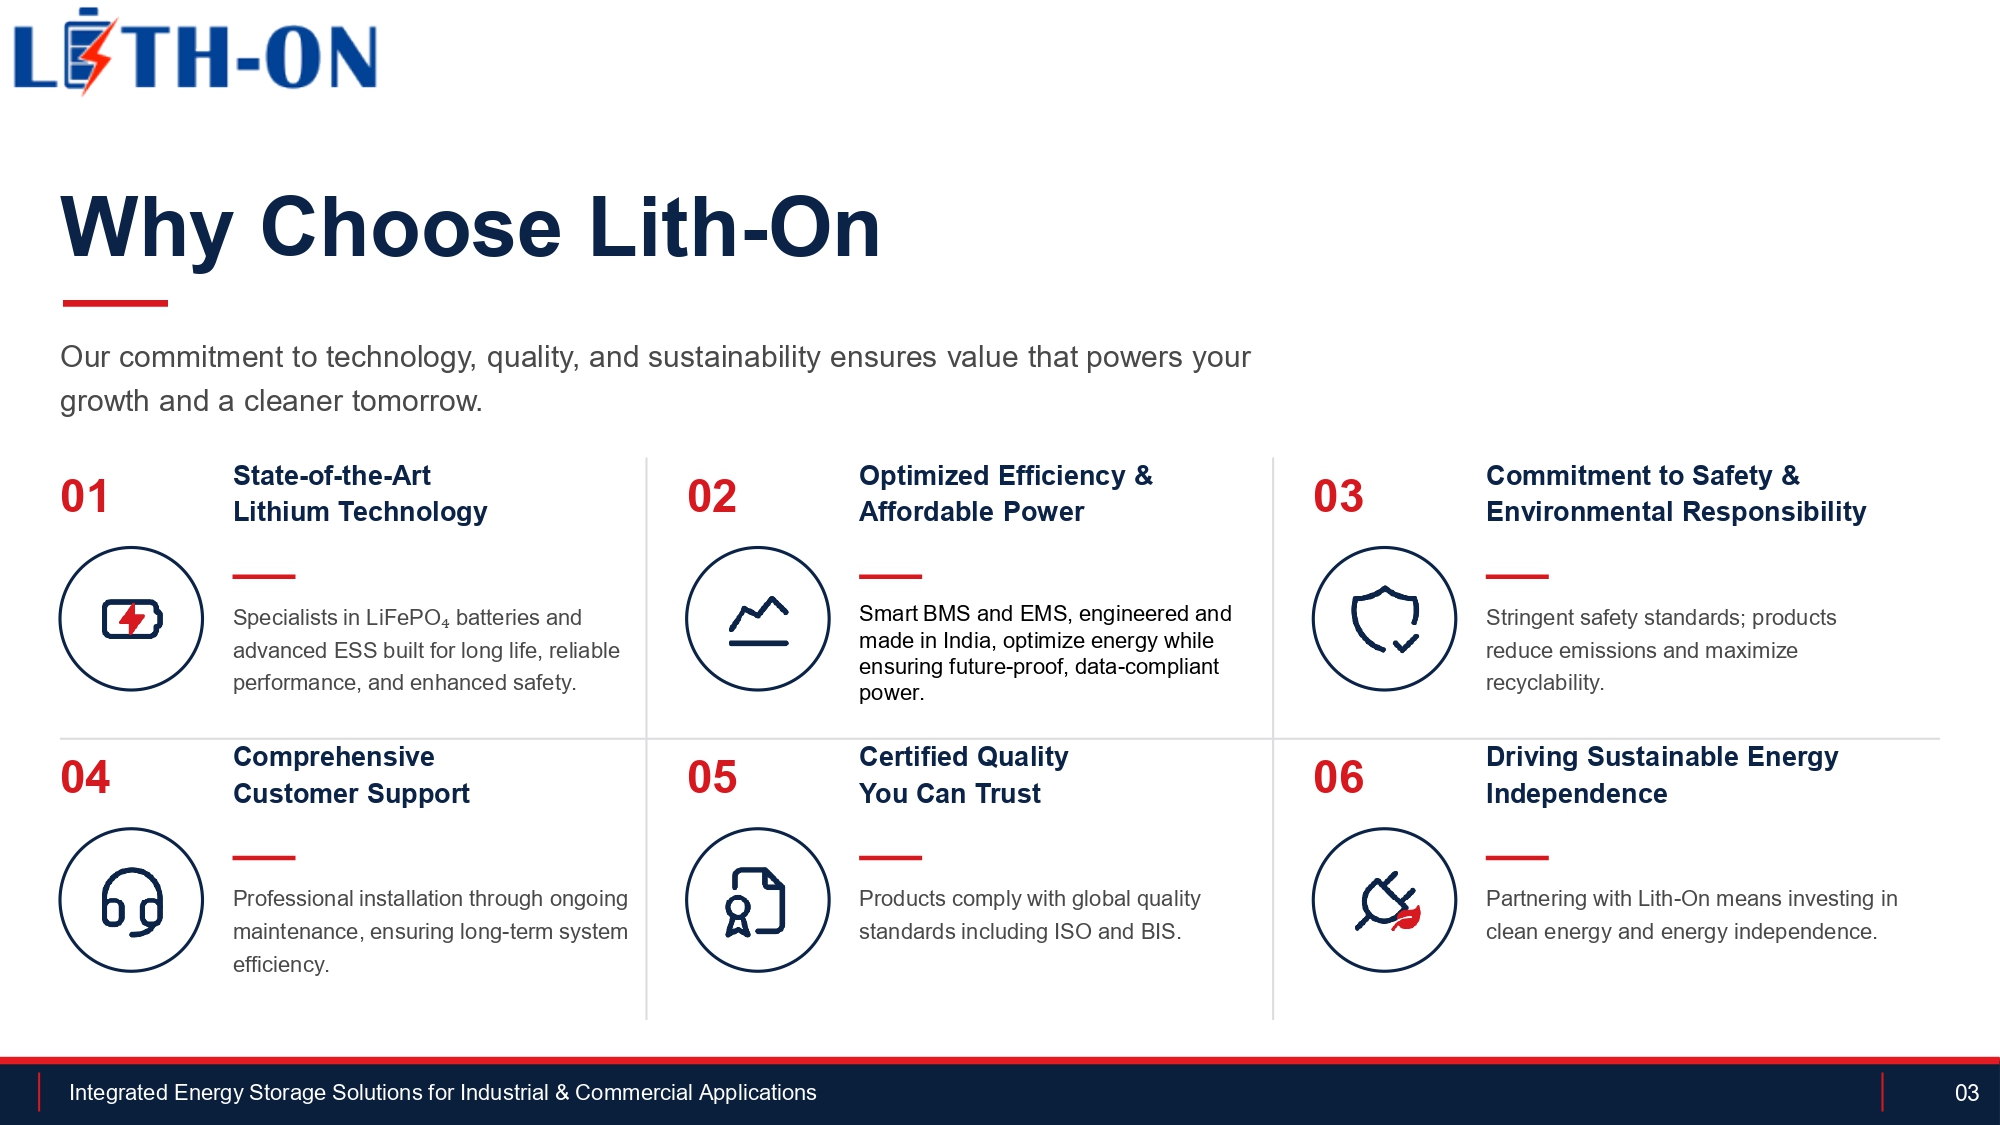 LITH-ON
Why Choose Lith-On
Our commitment to technology, quality, and sustainability ensures value that powers your
growth and a cleaner tomorrow.
01
State-of-the-Art
Lithium Technology
Specialists in LiFePO₄ batteries and
advanced ESS built for long life, reliable
performance, and enhanced safety.
02
Optimized Efficiency &
Affordable Power
Smart BMS and EMS, engineered and
made in India, optimize energy while
ensuring future-proof, data-compliant
power.
03
Commitment to Safety &
Environmental Responsibility
Stringent safety standards; products
reduce emissions and maximize
recyclability.
04
Comprehensive
Customer Support
Professional installation through ongoing
maintenance, ensuring long-term system
efficiency.
05
Certified Quality
You Can Trust
Products comply with global quality
standards including ISO and BIS.
06
Driving Sustainable Energy
Independence
Partnering with Lith-On means investing in
clean energy and energy independence.
Integrated Energy Storage Solutions for Industrial & Commercial Applications
03